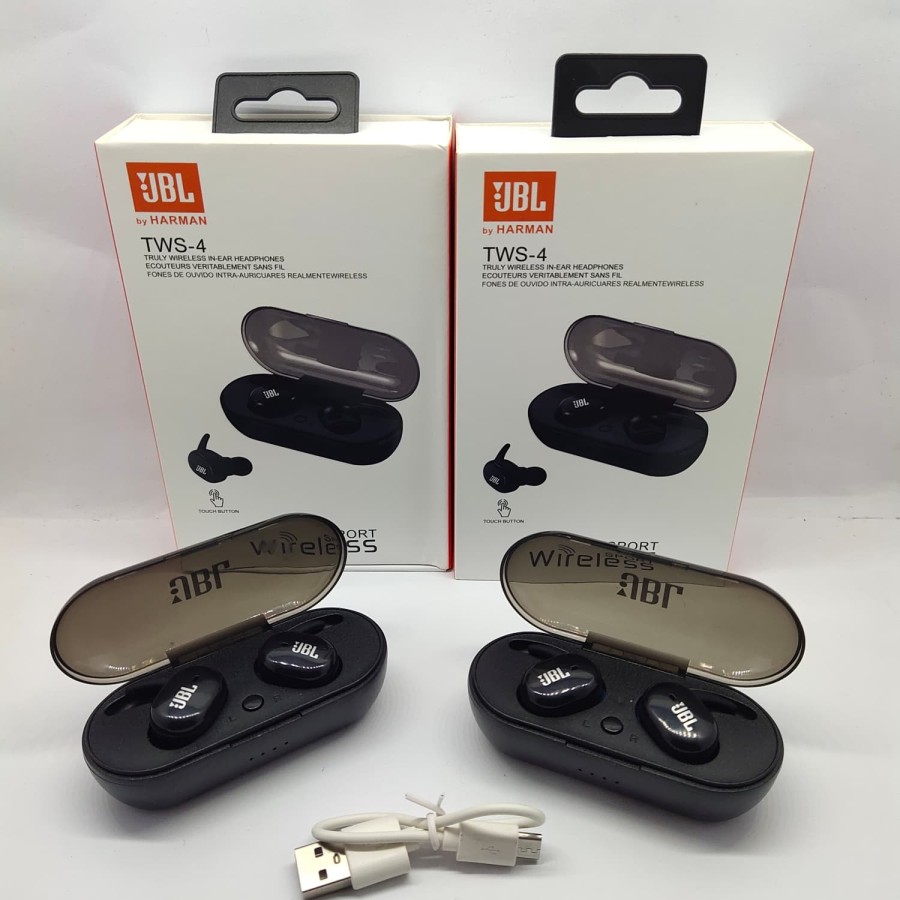 JBL
by HARMAN
TWS-4
TRULY WIRELESS IN-EAR HEADPHONES
ECOUTEURS VERITABLEMENT SANS FIL
FONES DE OUVIDO INTRA-AURICUARES REALMENTEWIRELESS
JBL
JBL
TOUCH BUTTON
SPORT
Wireless
JBL
by HARMAN
TWS-4
TRULY WIRELESS IN-EAR HEADPHONES
ECOUTEURS VERITABLEMENT SANS FIL
FONES DE OUVIDO INTRA-AURICUARES REALMENTEWIRELESS
JBL
JBL
TOUCH BUTTON
SPORT
Wireless
JBL
JBL
JBL
L
JBL
JBL
JBL
L
R